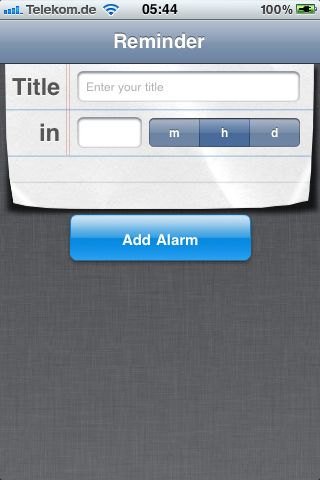 Telekom.de 05:44 100%
Reminder
Title Enter your title
in m h d
Add Alarm